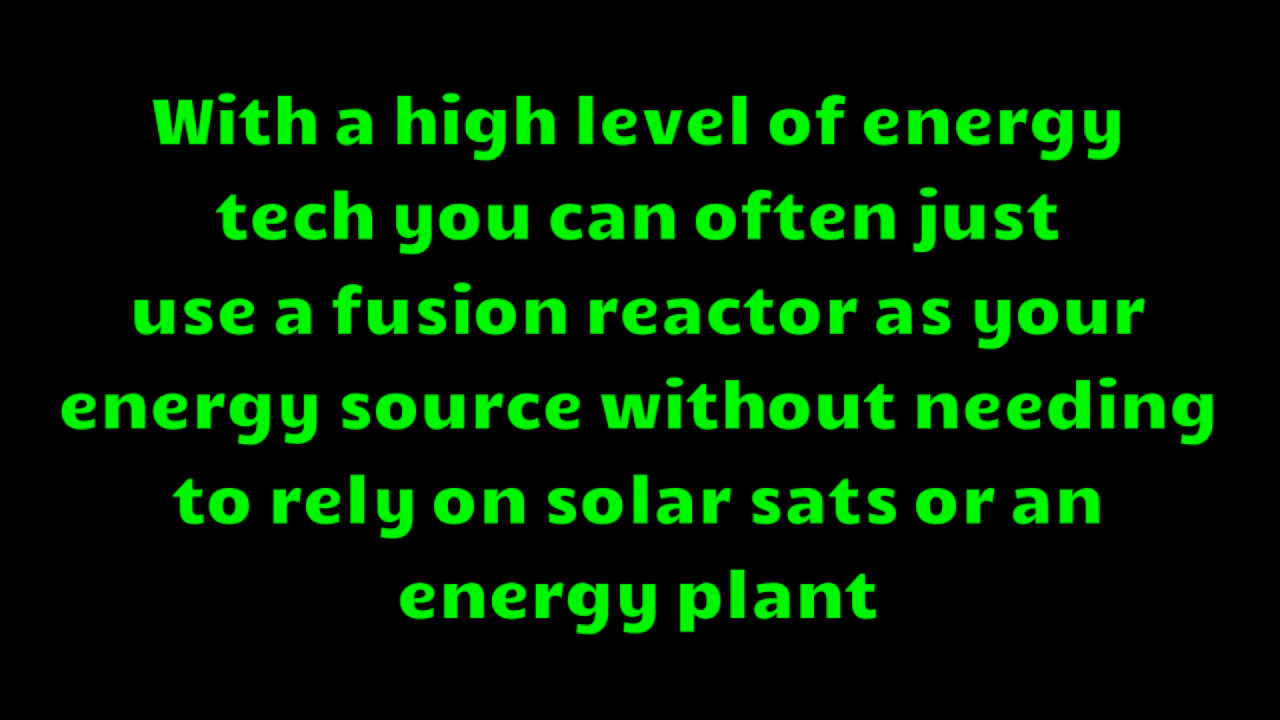 With a high level of energy
tech you can often just
use a fusion reactor as your
energy source without needing
to rely on solar sats or an
energy plant